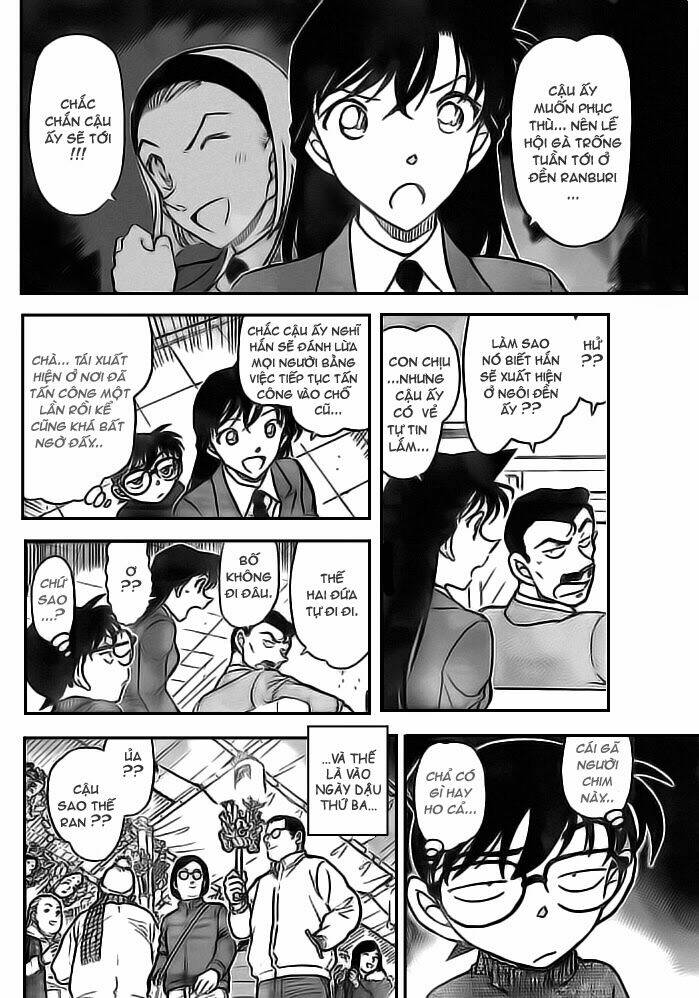 CẬU ẤY
MUỐN PHỤC
THÙ... NÊN LỄ
HỘI GÀ TRỐNG
TUẦN TỚI Ở
ĐỀN RANBURI
...
CHẮC
CHẮN CẬU
ẤY SẼ TỚI
!!!
HỬ
??
LÀM SAO
NÓ BIẾT HẮN
SẼ XUẤT HIỆN
Ở NGÔI ĐỀN
ẤY ??
CON CHỊU
...NHƯNG
CẬU ẤY
CÓ VẺ
TỰ TIN
LẮM...
CHẮC CẬU ẤY NGHĨ
HẮN SẼ ĐÁNH LỪA
MỌI NGƯỜI BẰNG
VIỆC TIẾP TỤC TẤN
CÔNG VÀO CHỖ
CŨ...
CHÀ... TÁI XUẤT
HIỆN Ở NƠI ĐÃ
TẤN CÔNG MỘT
LẦN RỒI KỂ
CŨNG KHÁ BẤT
NGỜ ĐẤY...
THẾ
HAI ĐỨA
TỰ ĐI ĐI.
BỐ
KHÔNG
ĐI ĐÂU.
Ơ
??
CHỨ
SAO
...?
CÁI GÃ
NGƯỜI
CHIM
NÀY...
CHẢ CÓ
GÌ HAY
HO CẢ...
...VÀ THẾ
LÀ VÀO
NGÀY DẬU
THỨ BA...
ỦA
??
CẬU
SAO THẾ
RAN ??